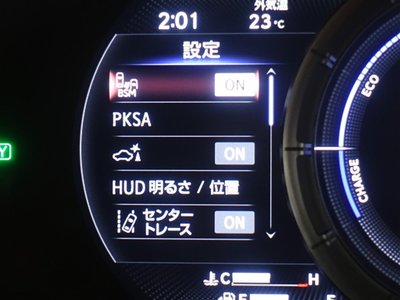 2:01
外気温
23℃
設定
BSM ON
PKSA
ON
HUD 明るさ / 位置
センター
トレース ON
ECO
CHARGE
C H
E F